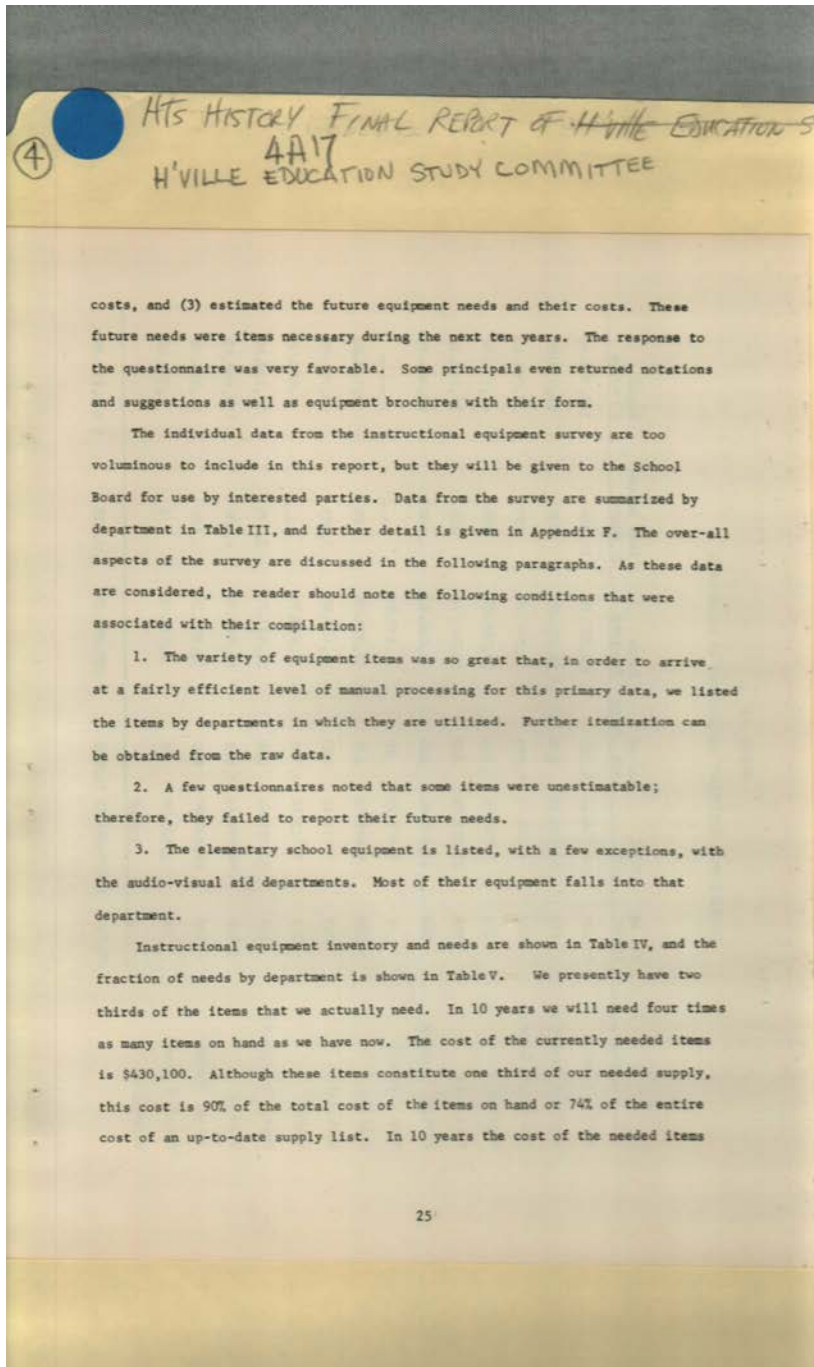 HTS HISTORY FINAL REPORT OF H'ville EDUCATION S
④
4A17
H'VILLE EDUCATION STUDY COMMITTEE
costs, and (3) estimated the future equipment needs and their costs. These
future needs were items necessary during the next ten years. The response to
the questionnaire was very favorable. Some principals even returned notations
and suggestions as well as equipment brochures with their form.
The individual data from the instructional equipment survey are too
voluminous to include in this report, but they will be given to the School
Board for use by interested parties. Data from the survey are summarized by
department in Table III, and further detail is given in Appendix F. The over-all
aspects of the survey are discussed in the following paragraphs. As these data
are considered, the reader should note the following conditions that were
associated with their compilation:
1. The variety of equipment items was so great that, in order to arrive
at a fairly efficient level of manual processing for this primary data, we listed
the items by departments in which they are utilized. Further itemization can
be obtained from the raw data.
2. A few questionnaires noted that some items were unestimatable;
therefore, they failed to report their future needs.
3. The elementary school equipment is listed, with a few exceptions, with
the audio-visual aid departments. Most of their equipment falls into that
department.
Instructional equipment inventory and needs are shown in Table IV, and the
fraction of needs by department is shown in Table V. We presently have two
thirds of the items that we actually need. In 10 years we will need four times
as many items on hand as we have now. The cost of the currently needed items
is $430,100. Although these items constitute one third of our needed supply,
this cost is 90% of the total cost of the items on hand or 74% of the entire
cost of an up-to-date supply list. In 10 years the cost of the needed items
25